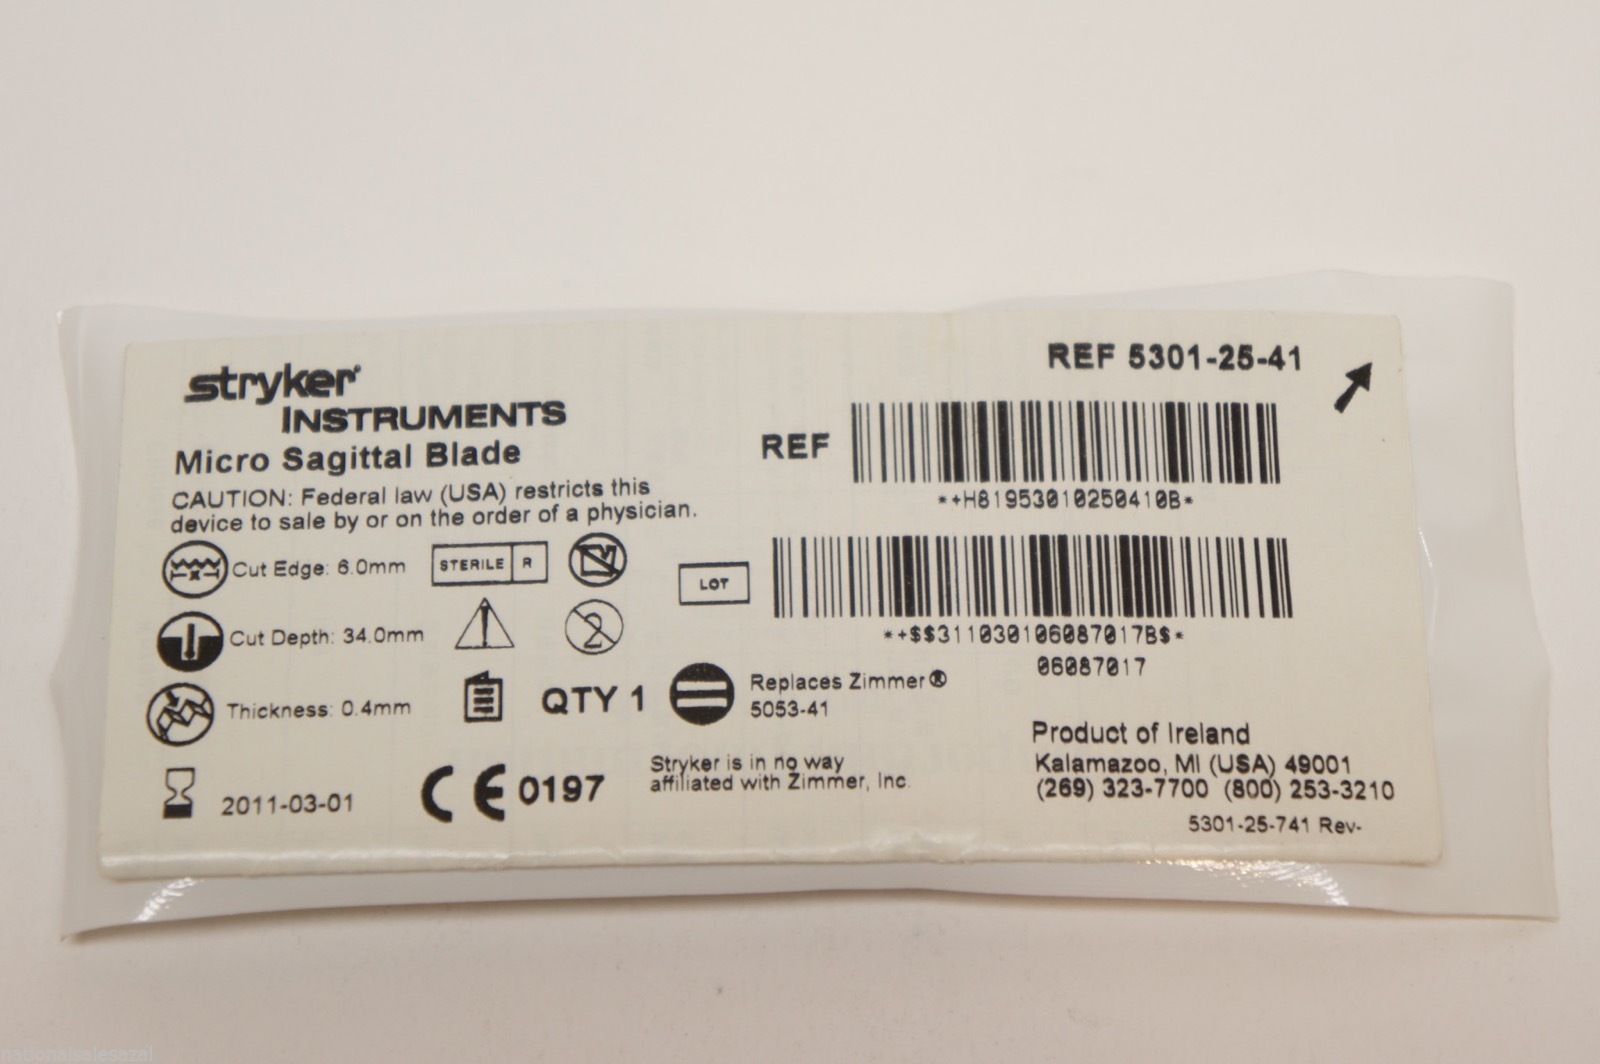 stryker®
INSTRUMENTS
Micro Sagittal Blade
CAUTION: Federal law (USA) restricts this
device to sale by or on the order of a physician.
Cut Edge: 6.0mm
Cut Depth: 34.0mm
Thickness: 0.4mm
2011-03-01
STERILE R
2
QTY 1
CE 0197
REF 5301-25-41
REF
*+H81953010250410B*
LOT
*+$$311030106087017B$*
06087017
Replaces Zimmer®
5053-41
Stryker is in no way
affiliated with Zimmer, Inc.
Product of Ireland
Kalamazoo, MI (USA) 49001
(269) 323-7700 (800) 253-3210
5301-25-741 Rev-
nationalsalesazal